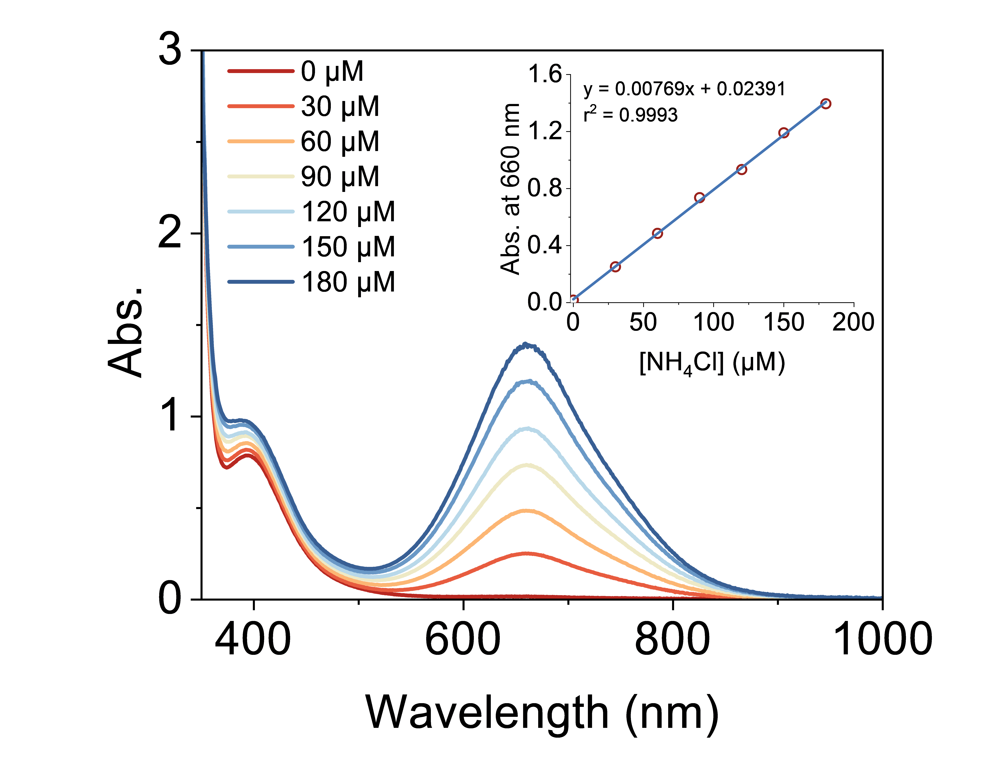 3
2
1
0
Abs.
400
600
800
1000
Wavelength (nm)
0 μM
30 μM
60 μM
90 μM
120 μM
150 μM
180 μM
1.6
1.2
0.8
0.4
0.0
Abs. at 660 nm
y = 0.00769x + 0.02391
r² = 0.9993
0
50
100
150
200
[NH₄Cl] (μM)